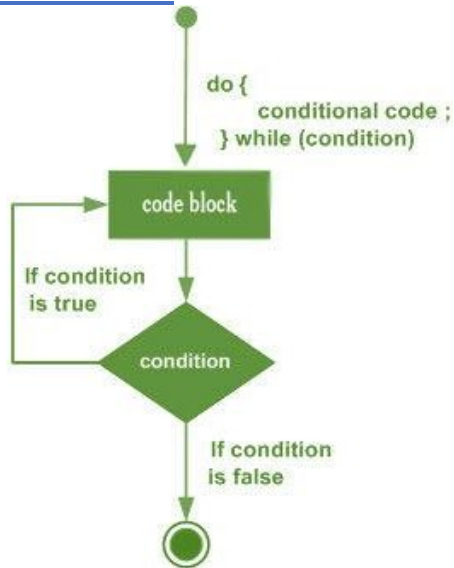 do {
conditional code ;
} while (condition)
code block
If condition
is true
condition
If condition
is false